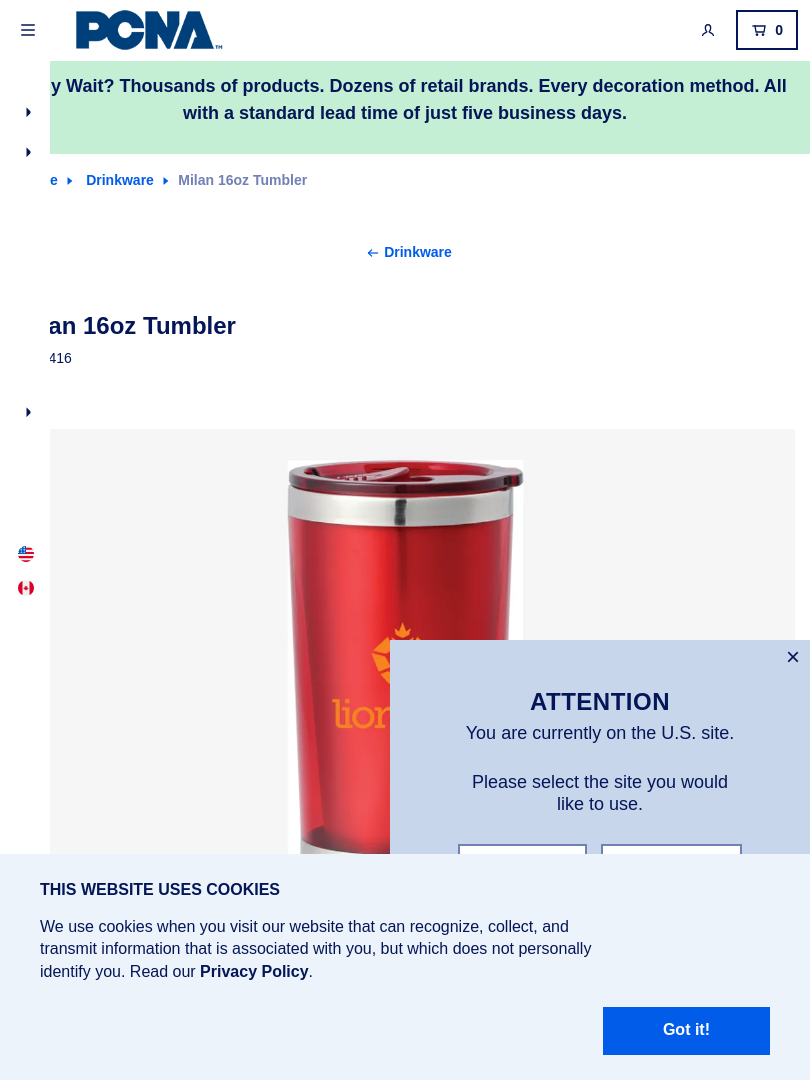 PCNA™
0
y Wait? Thousands of products. Dozens of retail brands. Every decoration method. All
with a standard lead time of just five business days.
e Drinkware Milan 16oz Tumbler
← Drinkware
an 16oz Tumbler
416
lion
ATTENTION
You are currently on the U.S. site.
Please select the site you would
like to use.
THIS WEBSITE USES COOKIES
We use cookies when you visit our website that can recognize, collect, and
transmit information that is associated with you, but which does not personally
identify you. Read our Privacy Policy.
Got it!